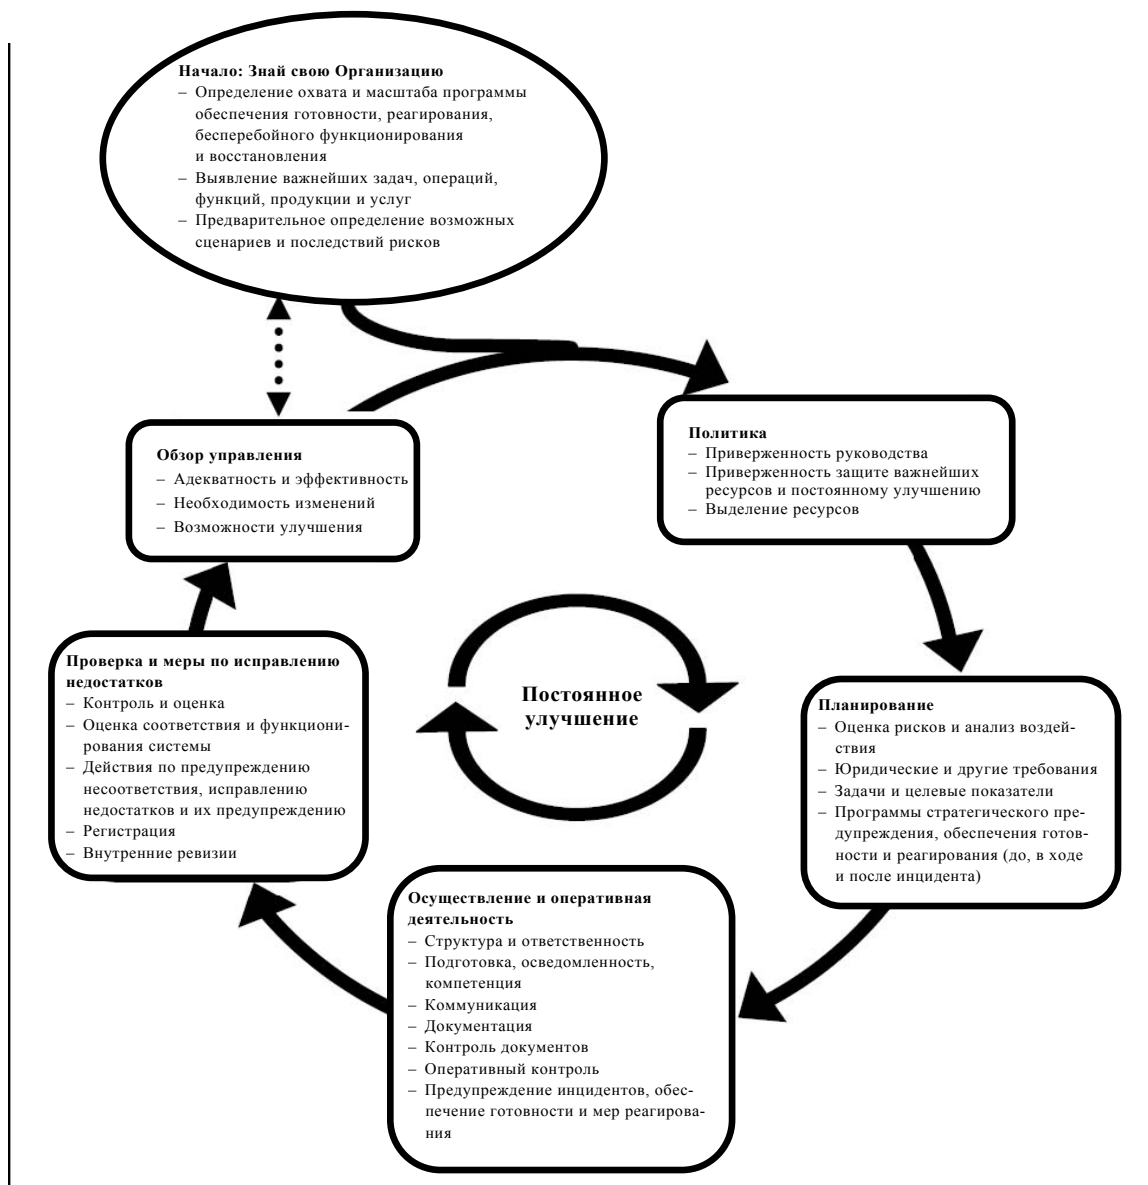 Начало: Знай свою Организацию
– Определение охвата и масштаба программы
обеспечения готовности, реагирования,
бесперебойного функционирования
и восстановления
– Выявление важнейших задач, операций,
функций, продукции и услуг
– Предварительное определение возможных
сценариев и последствий рисков
Политика
– Приверженность руководства
– Приверженность защите важнейших
ресурсов и постоянному улучшению
– Выделение ресурсов
Планирование
– Оценка рисков и анализ воздей-
ствия
– Юридические и другие требования
– Задачи и целевые показатели
– Программы стратегического пре-
дупреждения, обеспечения готов-
ности и реагирования (до, в ходе
и после инцидента)
Осуществление и оперативная
деятельность
– Структура и ответственность
– Подготовка, осведомленность,
компетенция
– Коммуникация
– Документация
– Контроль документов
– Оперативный контроль
– Предупреждение инцидентов, обес-
печение готовности и мер реагирова-
ния
Проверка и меры по исправлению
недостатков
– Контроль и оценка
– Оценка соответствия и функциони-
рования системы
– Действия по предупреждению
несоответствия, исправлению
недостатков и их предупреждению
– Регистрация
– Внутренние ревизии
Обзор управления
– Адекватность и эффективность
– Необходимость изменений
– Возможности улучшения
Постоянное
улучшение